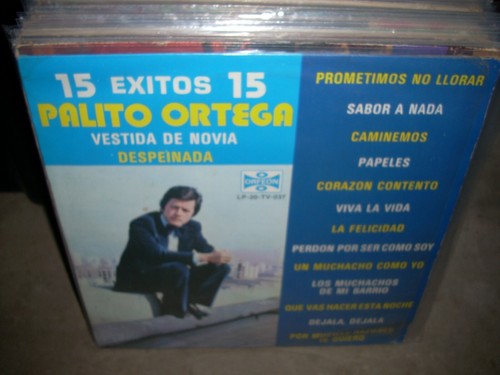 15 EXITOS 15
PALITO ORTEGA
VESTIDA DE NOVIA
DESPEINADA
ORFEON
PROMETIMOS NO LLORAR
SABOR A NADA
CAMINEMOS
PAPELES
CORAZON CONTENTO
VIVA LA VIDA
LA FELICIDAD
PERDON POR SER COMO SOY
UN MUCHACHO COMO YO
LOS MUCHACHOS
DE MI BARRIO
QUE VAS HACER ESTA NOCHE
DEJALA, DEJALA
POR